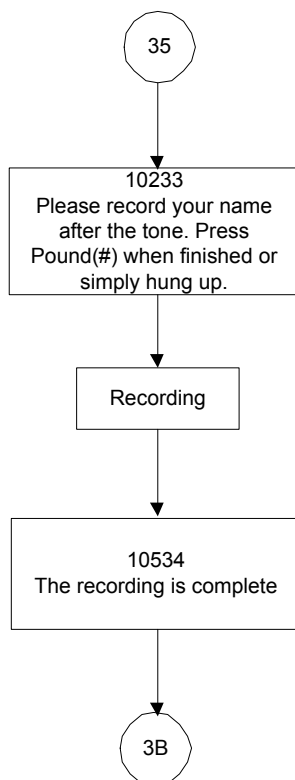 35
10233
Please record your name
after the tone. Press
Pound(#) when finished or
simply hung up.
Recording
10534
The recording is complete
3B